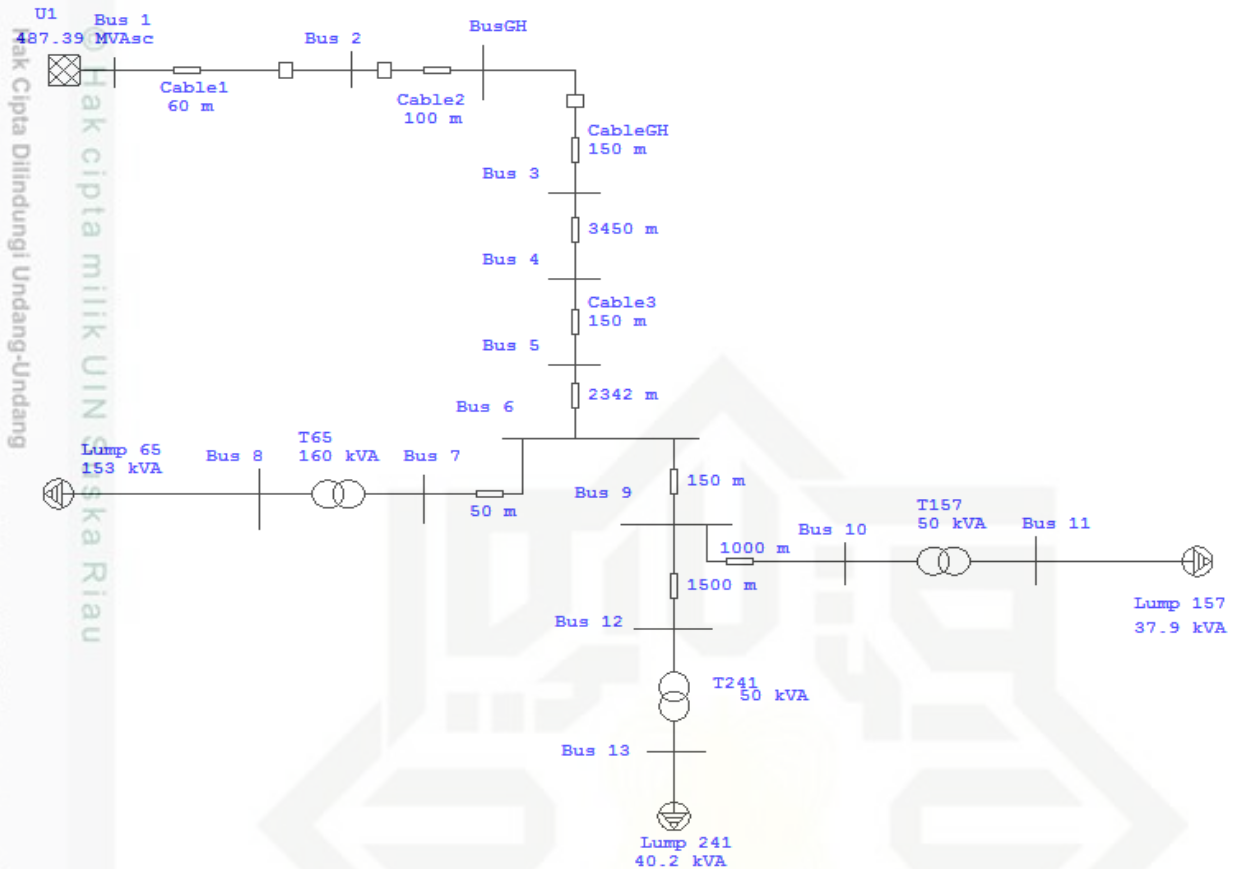 U1
487.39 MVAsc
Bus 1
Cable1
60 m
Bus 2
Cable2
100 m
BusGH
CableGH
150 m
Bus 3
3450 m
Bus 4
Cable3
150 m
Bus 5
2342 m
Bus 6
Lump 65
153 kVA
Bus 8
T65
160 kVA
Bus 7
50 m
150 m
Bus 9
1000 m
Bus 10
T157
50 kVA
Bus 11
Lump 157
37.9 kVA
1500 m
Bus 12
T241
50 kVA
Bus 13
Lump 241
40.2 kVA
Hak Cipta Dilindungi Undang-Undang
© Hak cipta milik UIN Suska Riau